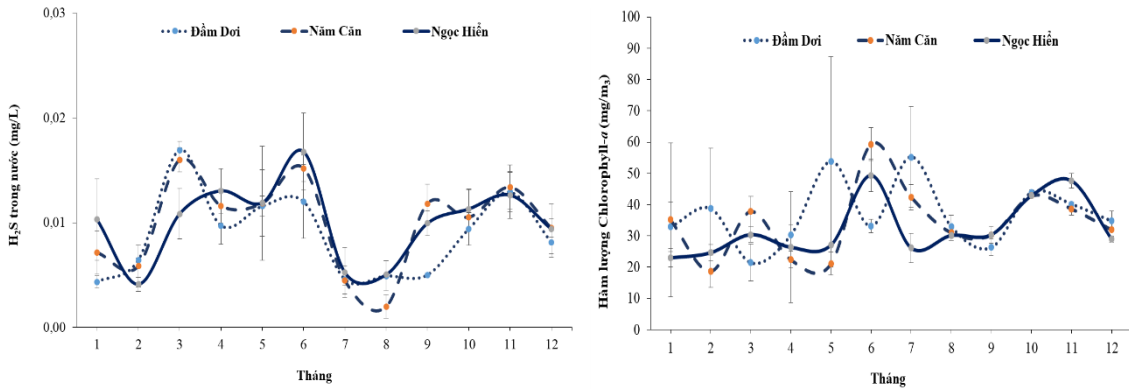 0,03
0,02
0,01
0,00
H₂S trong nước (mg/L)
Đầm Dơi Năm Căn Ngọc Hiển
1 2 3 4 5 6 7 8 9 10 11 12
Tháng
100
90
80
70
60
50
40
30
20
10
0
Hàm lượng Chlorophyll-a (mg/m₃)
Đầm Dơi Năm Căn Ngọc Hiển
1 2 3 4 5 6 7 8 9 10 11 12
Tháng